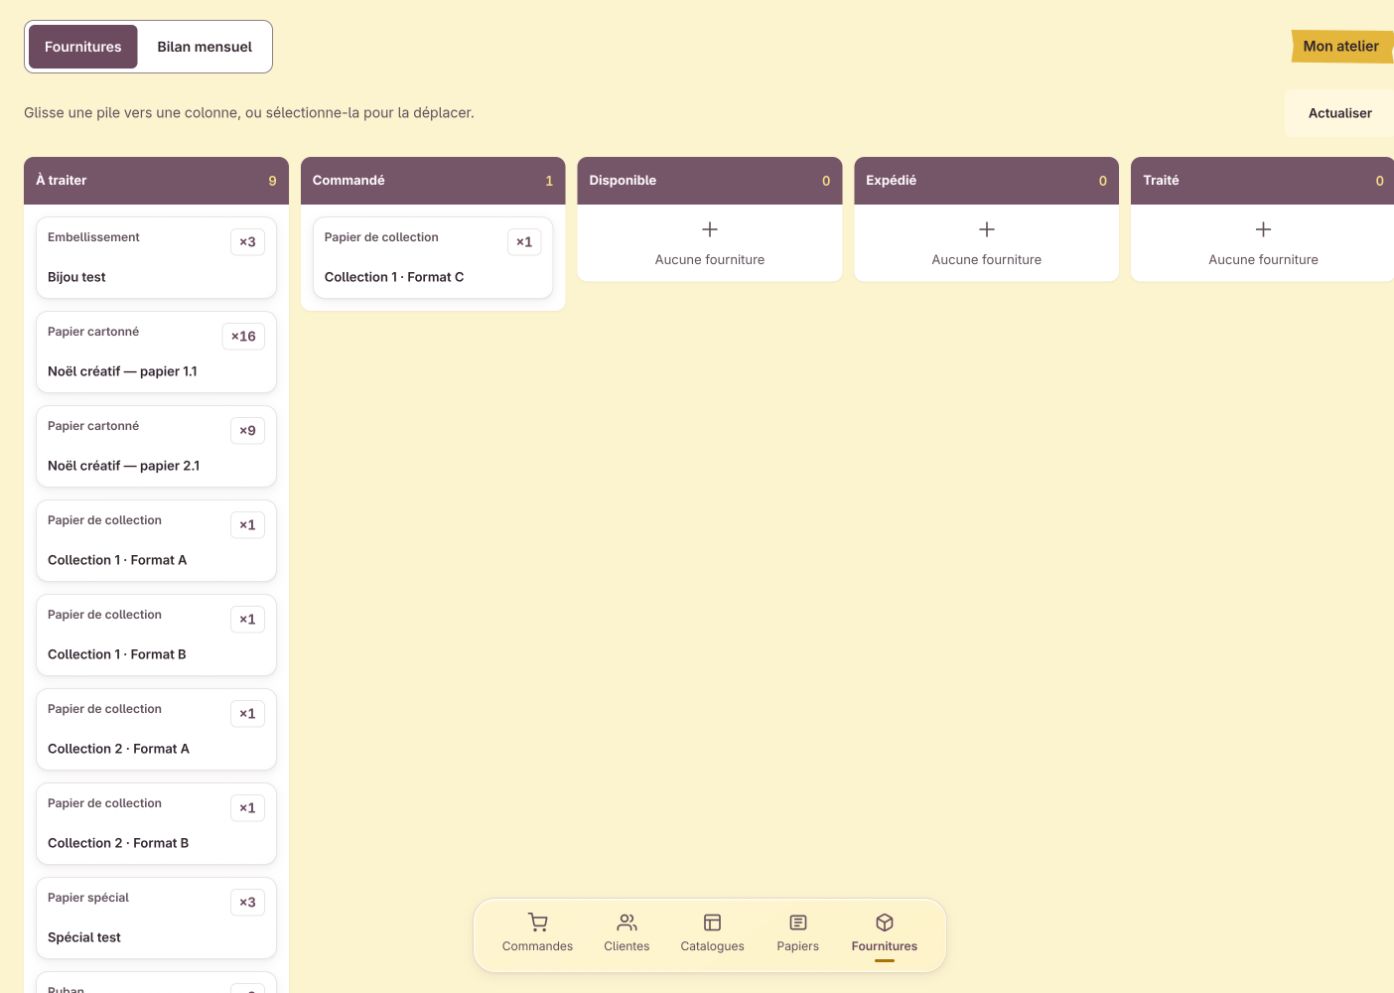 Fournitures
Bilan mensuel
Mon atelier
Glisse une pile vers une colonne, ou sélectionne-la pour la déplacer.
Actualiser
À traiter 9
Embellissement ×3
Bijou test
Papier cartonné ×16
Noël créatif — papier 1.1
Papier cartonné ×9
Noël créatif — papier 2.1
Papier de collection ×1
Collection 1 · Format A
Papier de collection ×1
Collection 1 · Format B
Papier de collection ×1
Collection 2 · Format A
Papier de collection ×1
Collection 2 · Format B
Papier spécial ×3
Spécial test
Ruban
Commandé 1
Papier de collection ×1
Collection 1 · Format C
Disponible 0
Aucune fourniture
Expédié 0
Aucune fourniture
Traité 0
Aucune fourniture
Commandes
Clientes
Catalogues
Papiers
Fournitures